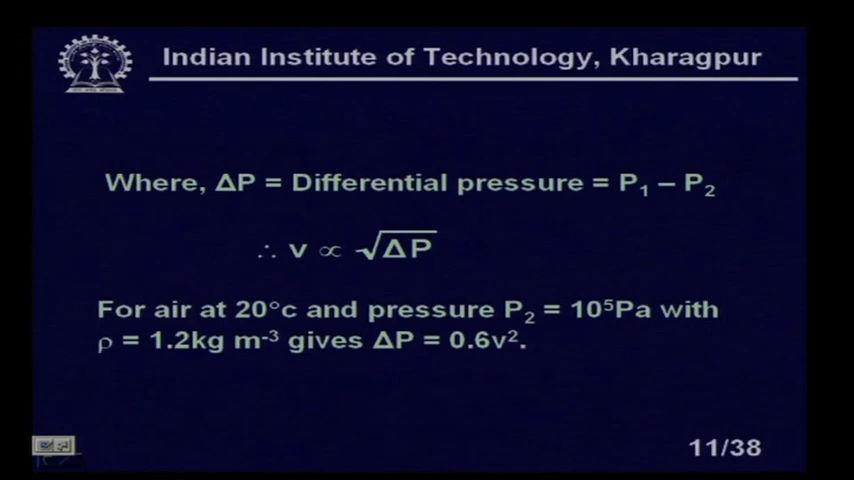 Indian Institute of Technology, Kharagpur
Where, ΔP = Differential pressure = P₁ – P₂
∴ v ∝ √ΔP
For air at 20°c and pressure P₂ = 10⁵Pa with
ρ = 1.2kg m⁻³ gives ΔP = 0.6v².
11/38